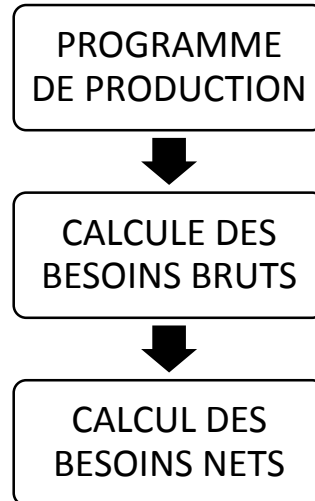 PROGRAMME
DE PRODUCTION
CALCULE DES
BESOINS BRUTS
CALCUL DES
BESOINS NETS